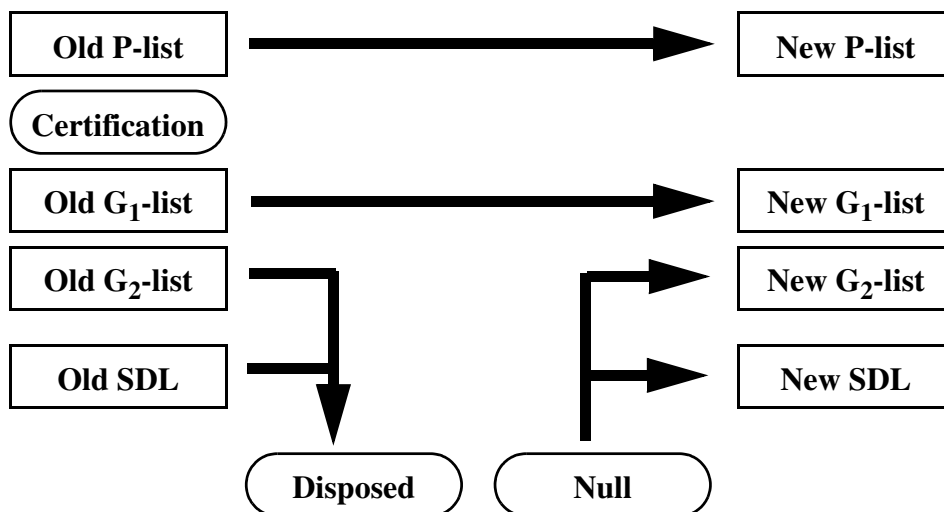 Old P-list
New P-list
Certification
Old G₁-list
New G₁-list
Old G₂-list
New G₂-list
Old SDL
New SDL
Disposed
Null